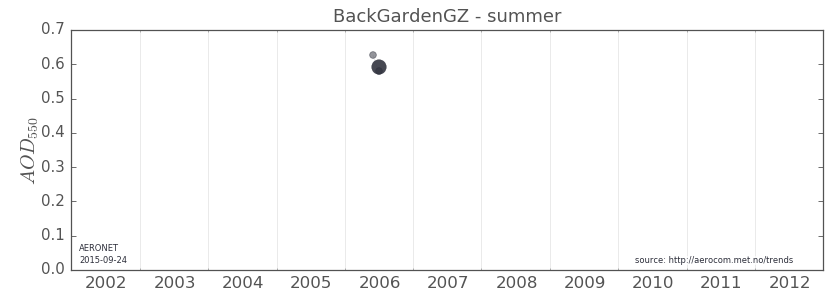 BackGardenGZ - summer
0.7
0.6
0.5
0.4
0.3
0.2
0.1
0.0
AOD550
AERONET
2015-09-24
source: http://aerocom.met.no/trends
2002 2003 2004 2005 2006 2007 2008 2009 2010 2011 2012